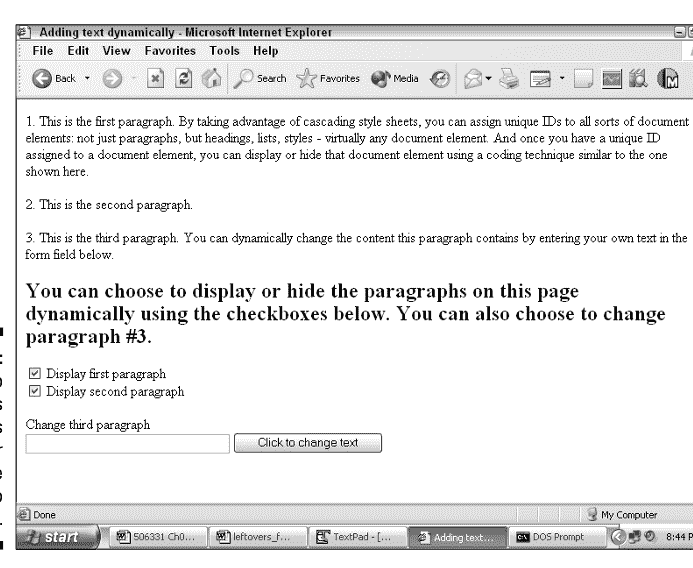 Adding text dynamically - Microsoft Internet Explorer
File Edit View Favorites Tools Help
Back Search Favorites Media
1. This is the first paragraph. By taking advantage of cascading style sheets, you can assign unique IDs to all sorts of document
elements: not just paragraphs, but headings, lists, styles - virtually any document element. And once you have a unique ID
assigned to a document element, you can display or hide that document element using a coding technique similar to the one
shown here.
2. This is the second paragraph.
3. This is the third paragraph. You can dynamically change the content this paragraph contains by entering your own text in the
form field below.
You can choose to display or hide the paragraphs on this page
dynamically using the checkboxes below. You can also choose to change
paragraph #3.
Display first paragraph
Display second paragraph
Change third paragraph
Click to change text
Done My Computer
start 506331 Ch0... leftovers_f... TextPad - [... Adding text... DOS Prompt 8:44 P